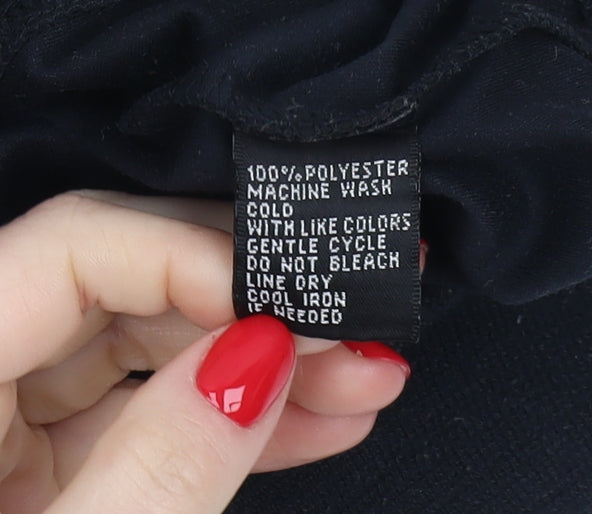 100% POLYESTER
MACHINE WASH
COLD
WITH LIKE COLORS
GENTLE CYCLE
DO NOT BLEACH
LINE DRY
COOL IRON
IF NEEDED